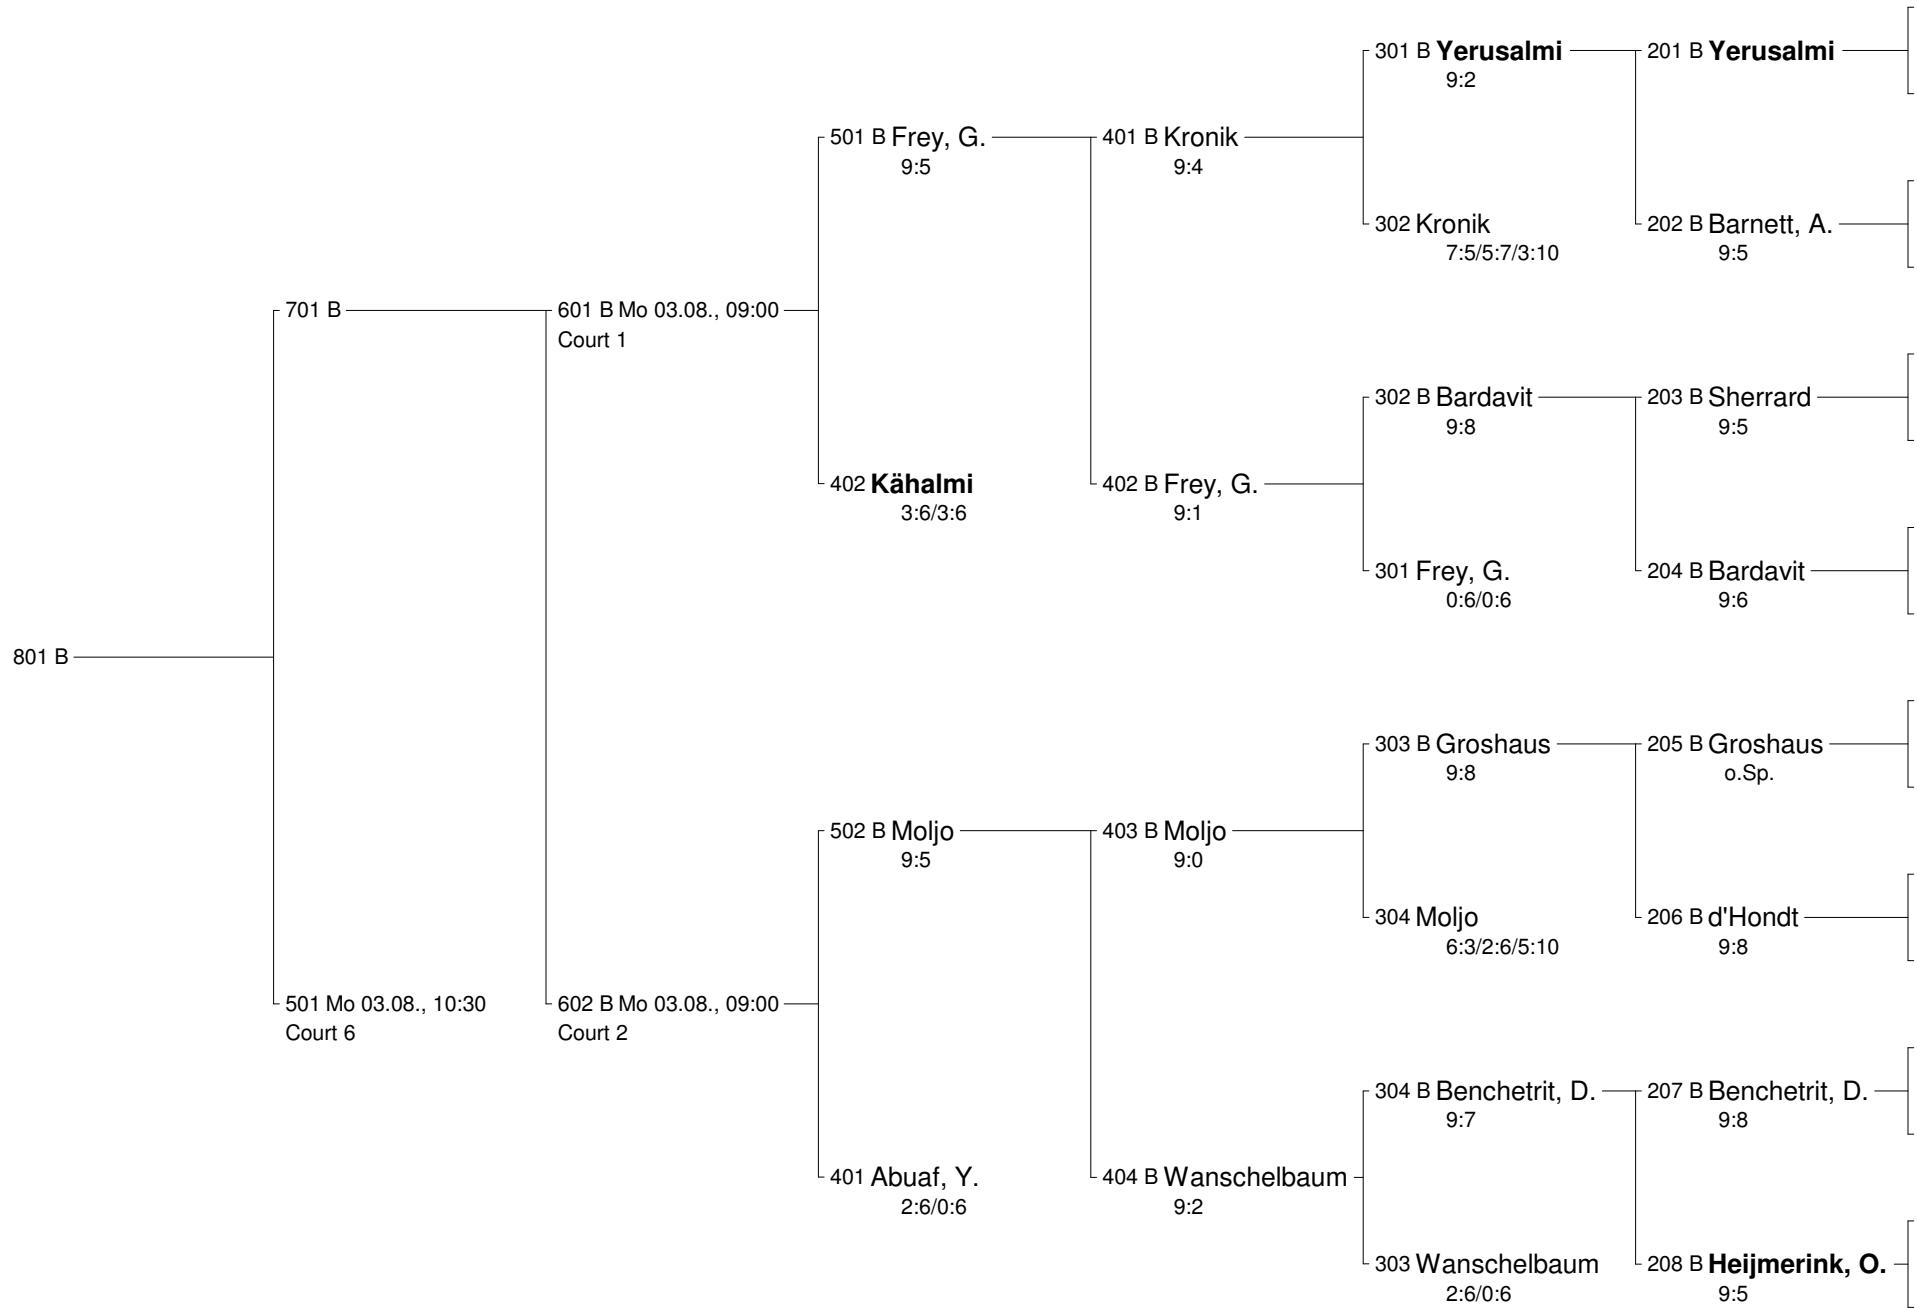 301 B Yerusalmi
9:2
201 B Yerusalmi
501 B Frey, G.
9:5
401 B Kronik
9:4
302 Kronik
7:5/5:7/3:10
202 B Barnett, A.
9:5
701 B
601 B Mo 03.08., 09:00
Court 1
302 B Bardavit
9:8
203 B Sherrard
9:5
402 Kähalmi
3:6/3:6
402 B Frey, G.
9:1
301 Frey, G.
0:6/0:6
204 B Bardavit
9:6
801 B
303 B Groshaus
9:8
205 B Groshaus
o.Sp.
502 B Moljo
9:5
403 B Moljo
9:0
304 Moljo
6:3/2:6/5:10
206 B d'Hondt
9:8
501 Mo 03.08., 10:30
Court 6
602 B Mo 03.08., 09:00
Court 2
304 B Benchetrit, D.
9:7
207 B Benchetrit, D.
9:8
401 Abuaf, Y.
2:6/0:6
404 B Wanschelbaum
9:2
303 Wanschelbaum
2:6/0:6
208 B Heijmerink, O.
9:5